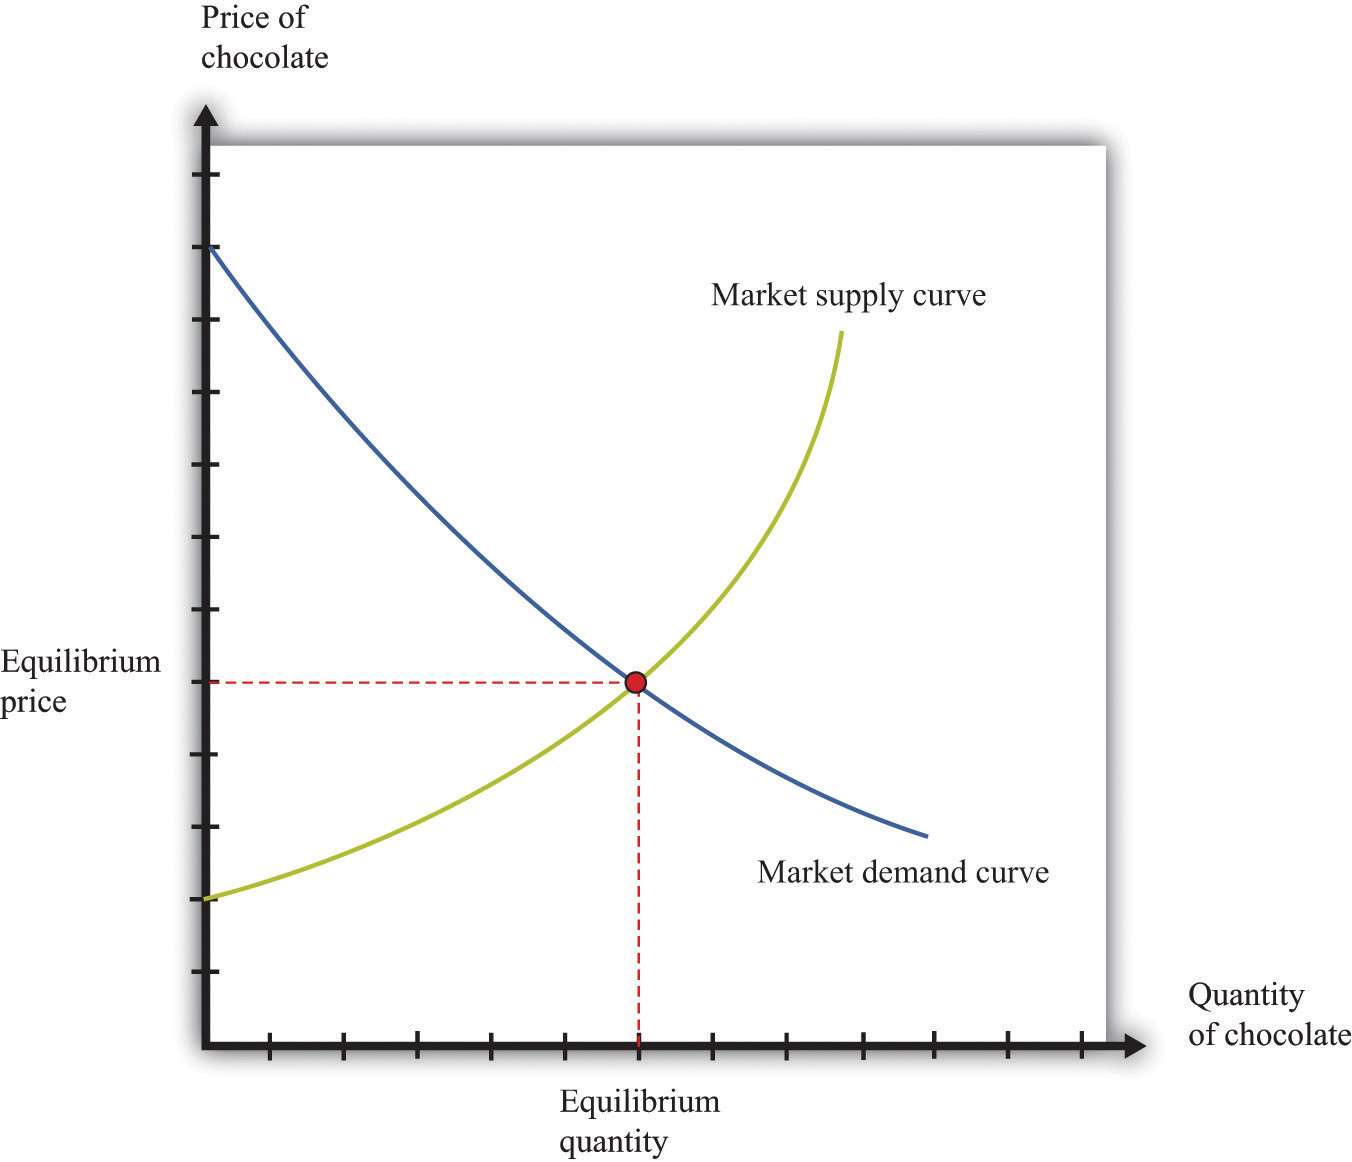 Price of
chocolate
Market supply curve
Equilibrium
price
Market demand curve
Quantity
of chocolate
Equilibrium
quantity